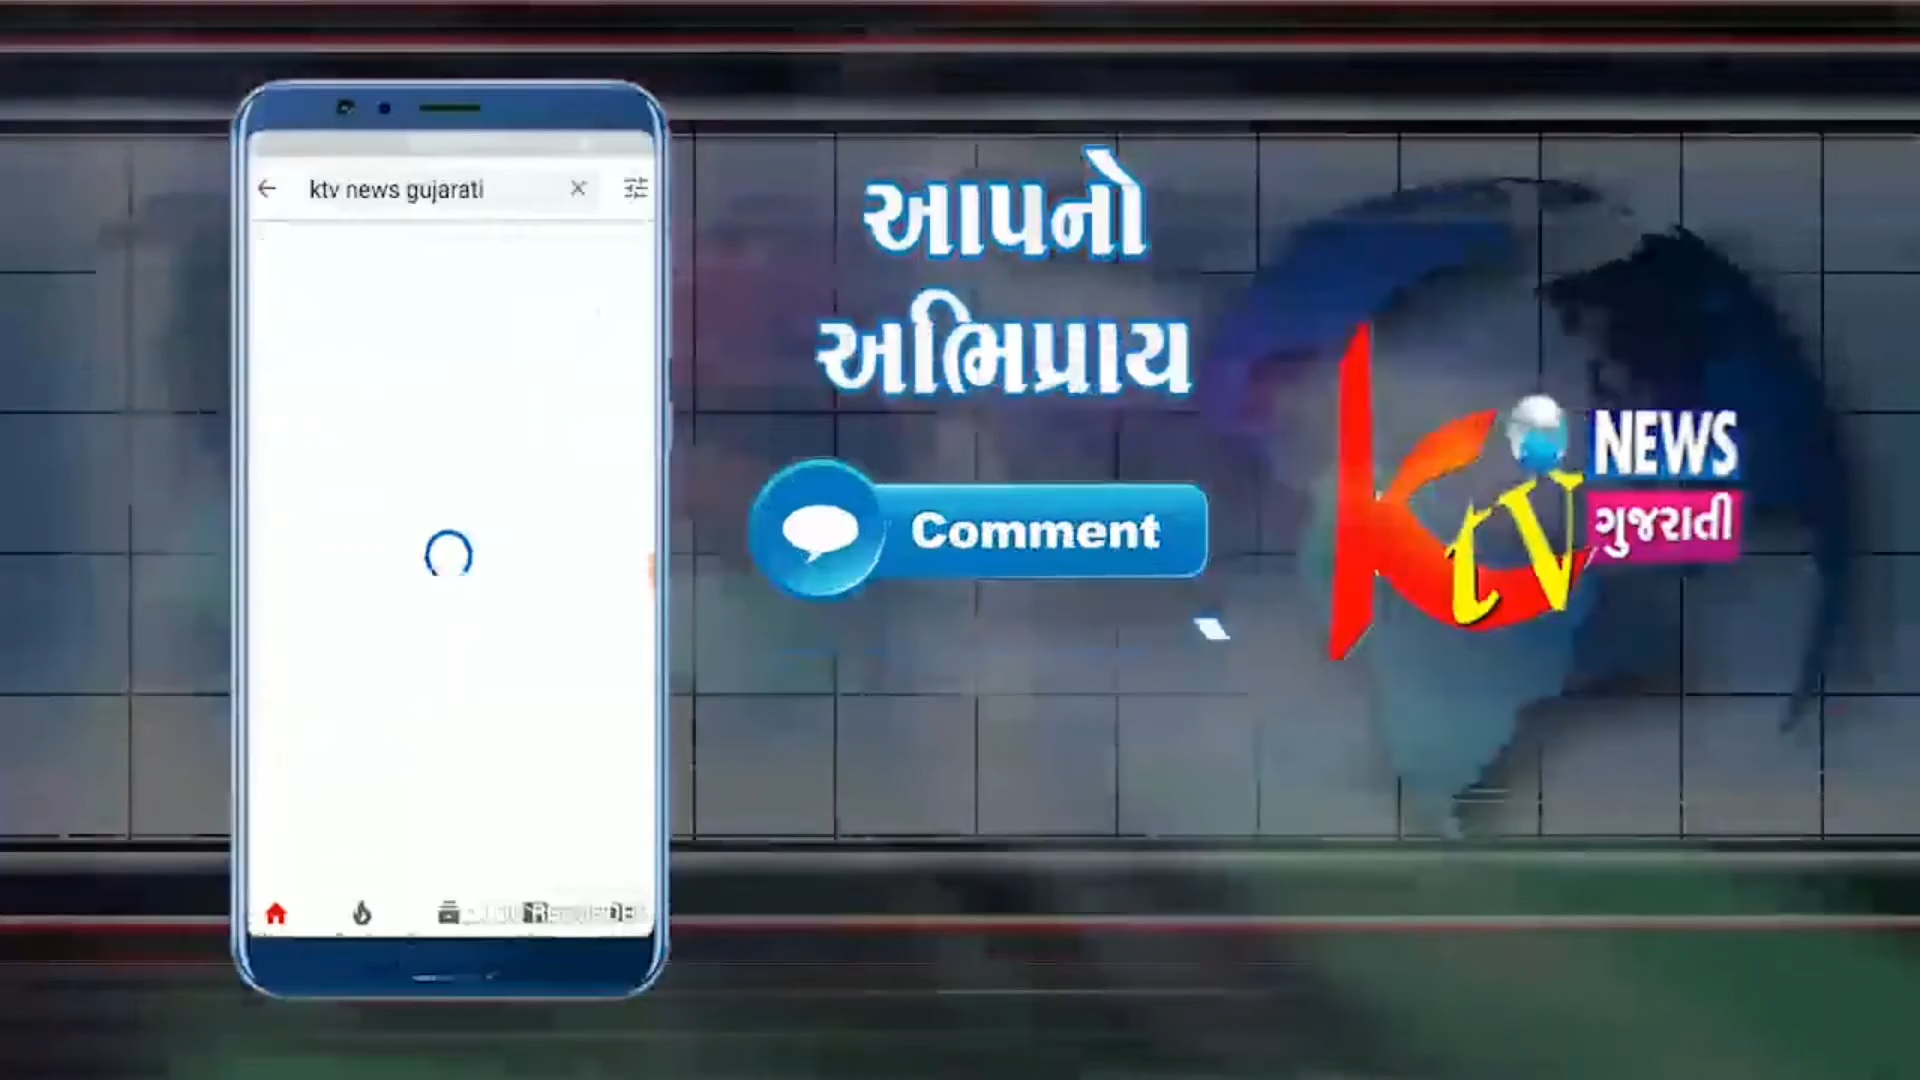 ktv news gujarati
આપનો
અભિપ્રાય
Comment
Ktv NEWS
ગુજરાતી